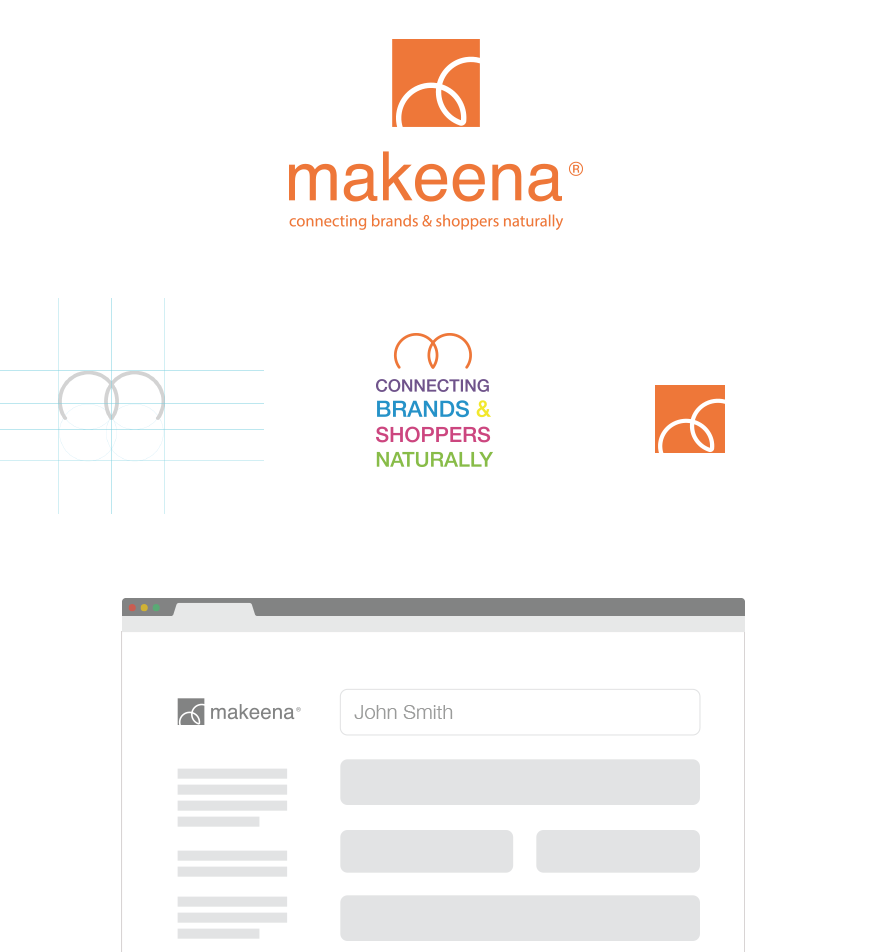 makeena®
connecting brands & shoppers naturally
CONNECTING
BRANDS &
SHOPPERS
NATURALLY
makeena®
John Smith